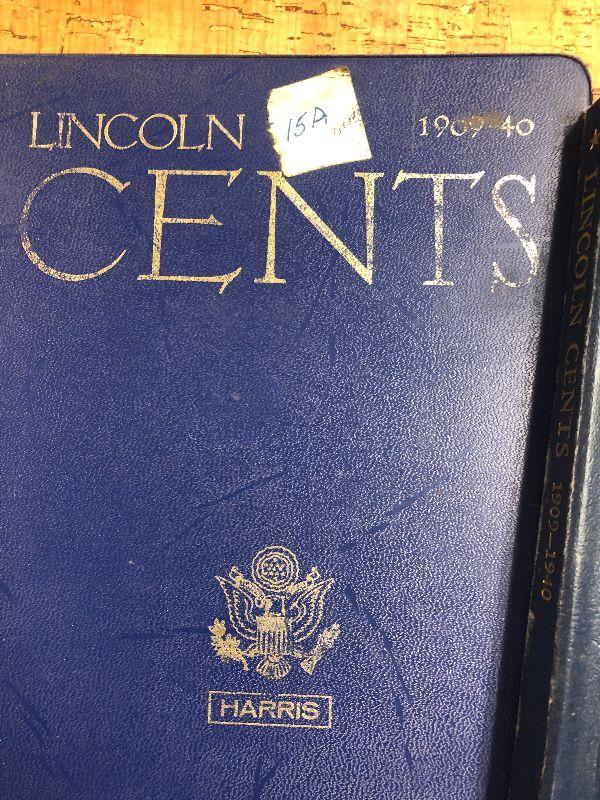 LINCOLN 1909-40
15A
CENTS
HARRIS
★ LINCOLN CENTS 1909-1940